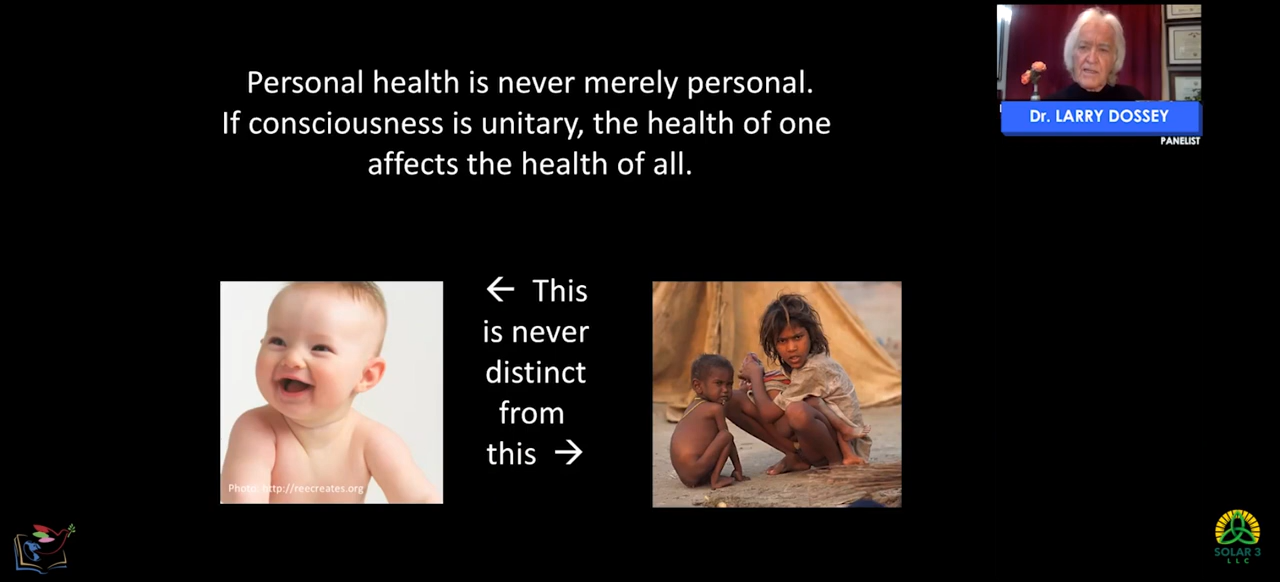 Personal health is never merely personal.
If consciousness is unitary, the health of one
affects the health of all.
Dr. LARRY DOSSEY
PANELIST
← This
is never
distinct
from
this →
Photo: http://reecreates.org
SOLAR 3
LLC